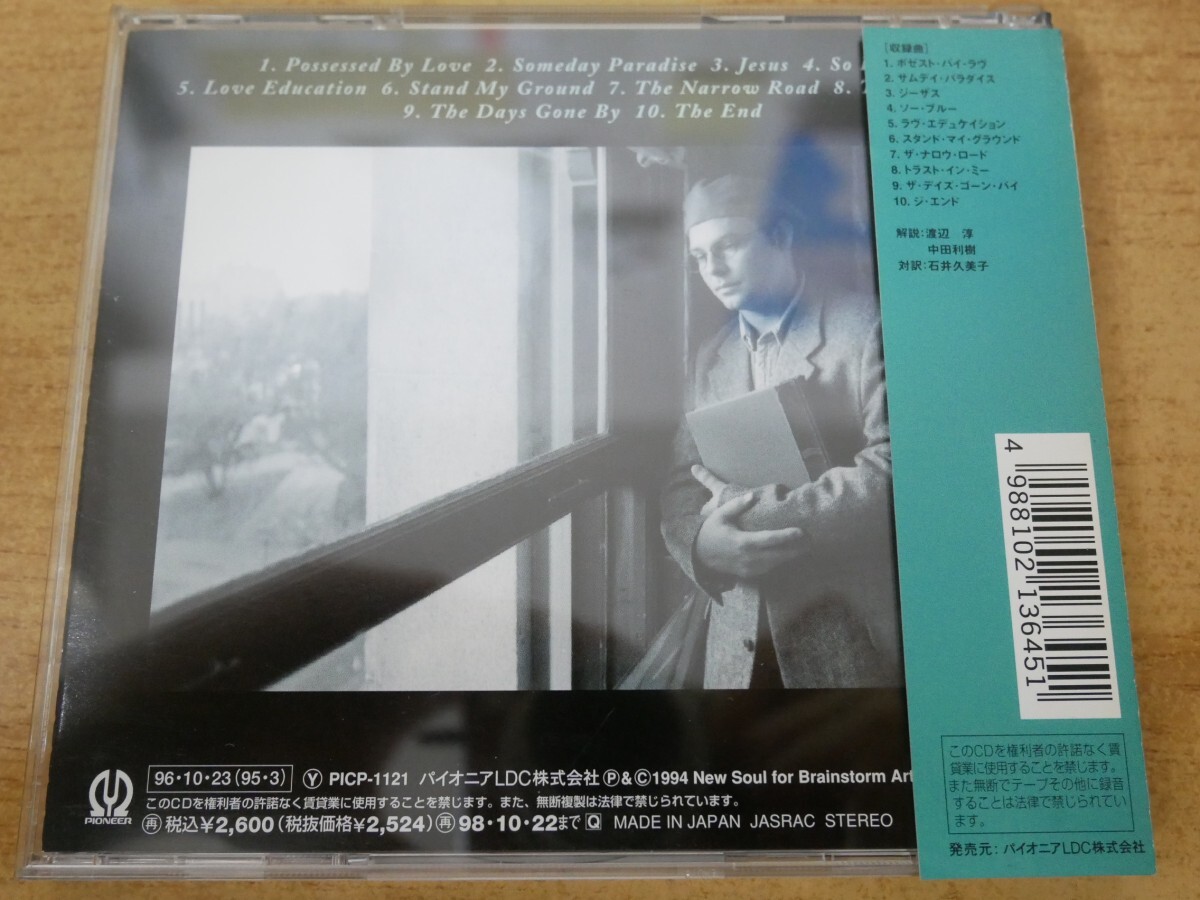 1. Possessed By Love 2. Someday Paradise 3. Jesus 4. So
5. Love Education 6. Stand My Ground 7. The Narrow Road 8.
9. The Days Gone By 10. The End
[収録曲]
1. ポゼスト・バイ・ラヴ
2. サムデイ・パラダイス
3. ジーザス
4. ソー・ブルー
5. ラヴ・エデュケイション
6. スタンド・マイ・グラウンド
7. ザ・ナロウ・ロード
8. トラスト・イン・ミー
9. ザ・デイズ・ゴーン・バイ
10. ジ・エンド
解説:渡辺 淳
中田利樹
対訳:石井久美子
4 988102 136451
このCDを権利者の許諾なく賃
貸業に使用することを禁じます。
また無断でテープその他に録音
することは法律で禁じられてい
ます。
発売元:パイオニアLDC株式会社
PIONEER
96・10・23(95・3) Ⓨ PICP-1121 パイオニアLDC株式会社 Ⓟ&©1994 New Soul for Brainstorm
このCDを権利者の許諾なく賃貸業に使用することを禁じます。また、無断複製は法律で禁じられています。
再 税込¥2,600(税抜価格¥2,524) 再 98・10・22まで Q MADE IN JAPAN JASRAC STEREO